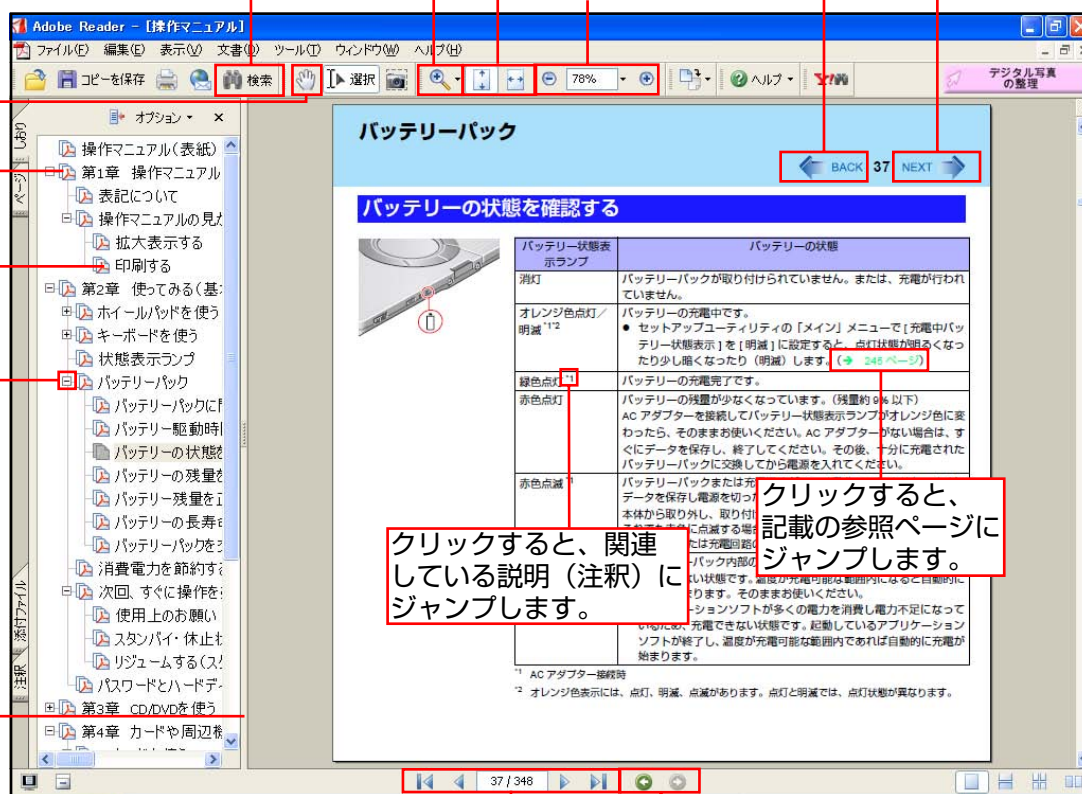 Adobe Reader - [操作マニュアル]
ファイル(F) 編集(E) 表示(V) 文書(D) ツール(T) ウィンドウ(W) ヘルプ(H)
コピーを保存 検索 選択 78% ヘルプ Y! デジタル写真の整理
しおり
ページ
添付ファイル
注釈
オプション
操作マニュアル(表紙)
第1章 操作マニュアル
表記について
操作マニュアルの見
拡大表示する
印刷する
第2章 使ってみる(基
ホイールパッドを使う
キーボードを使う
状態表示ランプ
バッテリーパック
バッテリーパックに
バッテリー駆動時
バッテリーの状態
バッテリーの残量を
バッテリー残量を
バッテリーの長寿
バッテリーパックを
消費電力を節約す
次回、すぐに操作を
使用上のお願い
スタンバイ・休止
リジュームする(ス
パスワードとハードデ
第3章 CD/DVDを使う
第4章 カードや周辺
バッテリーパック
BACK 37 NEXT
バッテリーの状態を確認する
バッテリー状態表示ランプ バッテリーの状態
消灯 バッテリーパックが取り付けられていません。または、充電が行われ
ていません。
オレンジ色点灯/明滅 *1*2 バッテリーの充電中です。
● セットアップユーティリティの「メイン」メニューで[充電中バッ
テリー状態表示]を[明滅]に設定すると、点灯状態が明るくなっ
たり少し暗くなったり(明滅)します。(→ 246 ページ)
緑色点灯 *1 バッテリーの充電完了です。
赤色点灯 バッテリーの残量が少なくなっています。(残量約 9% 以下)
AC アダプターを接続してバッテリー状態表示ランプがオレンジ色に変
わったら、そのままお使いください。AC アダプターがない場合は、す
ぐにデータを保存し、終了してください。その後、十分に充電された
バッテリーパックに交換してから電源を入れてください。
赤色点滅 *1 バッテリーパックまたは充
データを保存し電源を切っ
本体から取り外し、取り付
に点滅する場合
たは充電回路
パック内部の
い状態です。温度が充電可能な範囲内になると自動的に
ります。そのままお使いください。
ーションソフトが多くの電力を消費し電力不足になって
いるため、充電できない状態です。起動しているアプリケーション
ソフトが終了し、温度が充電可能な範囲内であれば自動的に充電が
始まります。
*1 AC アダプター接続時
*2 オレンジ色表示には、点灯、明滅、点滅があります。点灯と明滅では、点灯状態が異なります。
クリックすると、関連
している説明(注釈)に
ジャンプします。
クリックすると、
記載の参照ページに
ジャンプします。
37 / 348